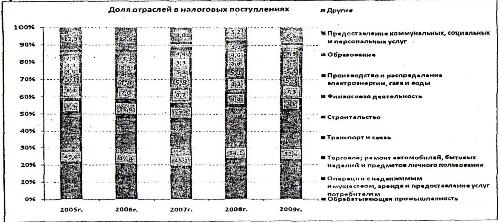 Доля отраслей в налоговых поступлениях
100%
90%
80%
70%
60%
50%
40%
30%
20%
10%
0%
2005г.
2006г.
2007г.
2008г.
2009г.
Другие
Предоставление коммунальных, социальных
и персональных услуг
Образование
Производство и распределение
электроэнергии, газа и воды
Финансовая деятельность
Строительство
Транспорт и связь
Торговля; ремонт автомобилей, бытовых
изделий и предметов личного пользования
Операции с недвижимым
имуществом, аренда и предоставление услуг
потребителям
Обрабатывающая промышленность